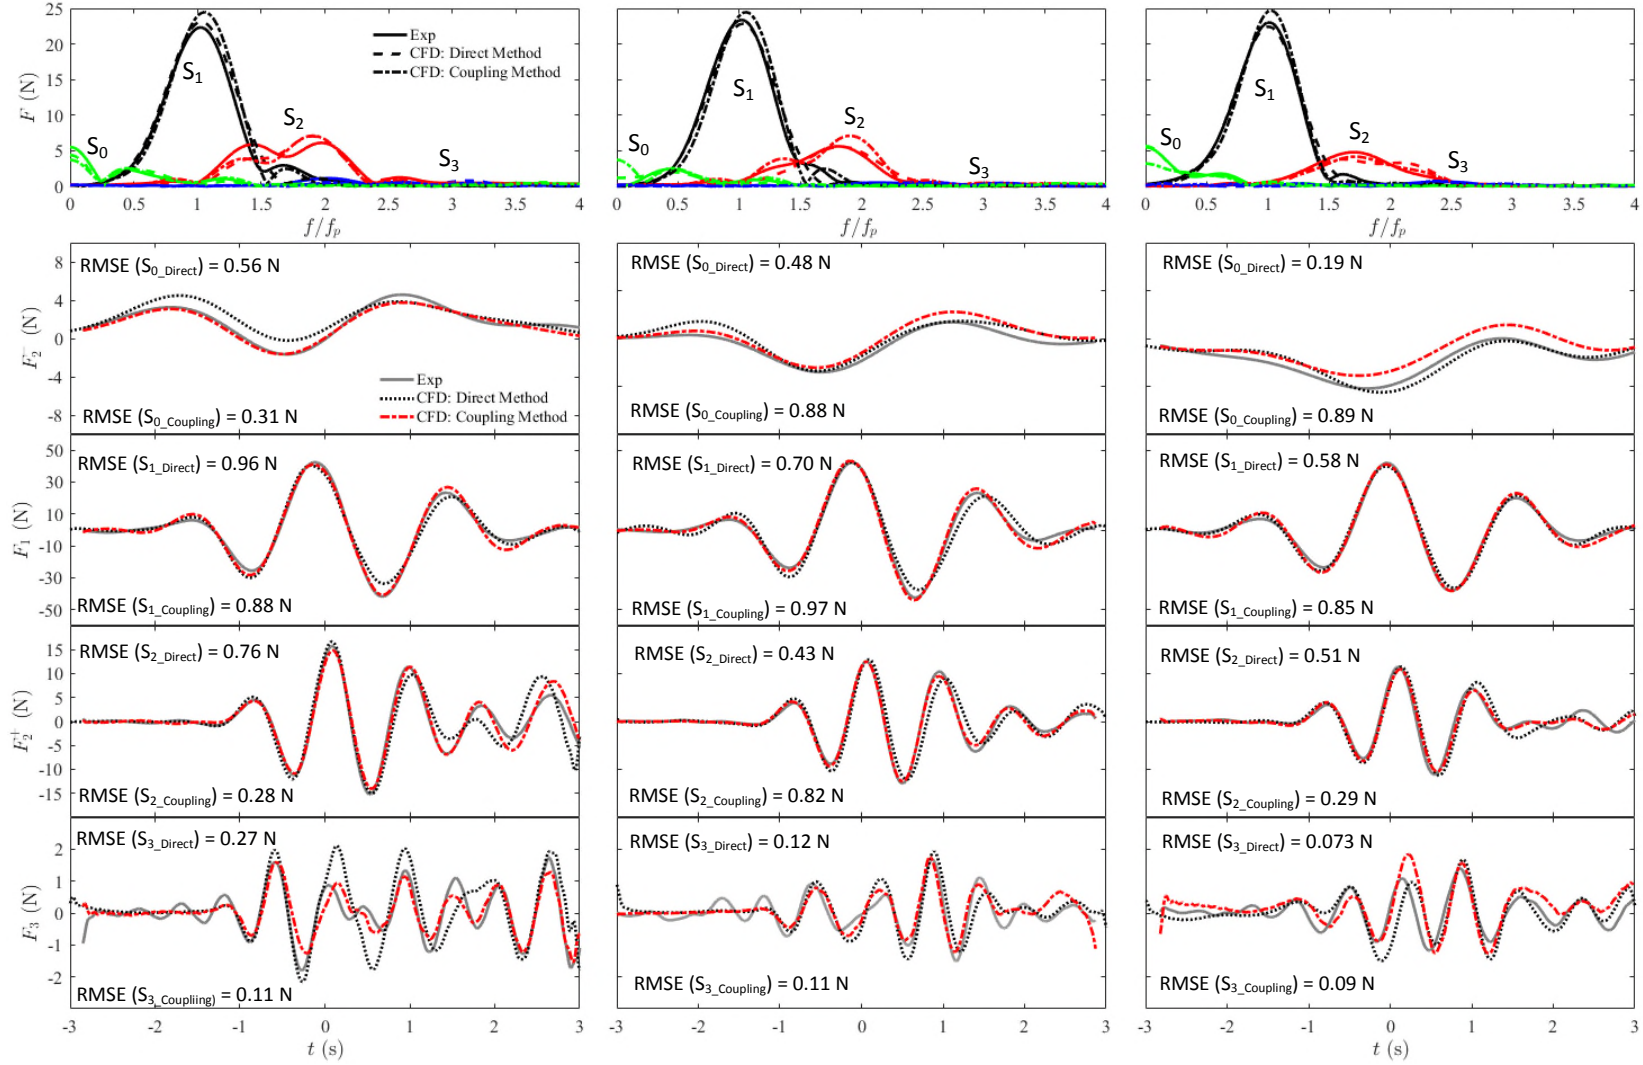 25
20
15
10
5
0
F (N)
S0
S1
S2
S3
Exp
CFD: Direct Method
CFD: Coupling Method
0 0.5 1 1.5 2 2.5 3 3.5 4
f/fp
S0
S1
S2
S3
0 0.5 1 1.5 2 2.5 3 3.5 4
f/fp
S0
S1
S2
S3
0 0.5 1 1.5 2 2.5 3 3.5 4
f/fp
8
4
0
-4
-8
F2− (N)
RMSE (S0_Direct) = 0.56 N
Exp
CFD: Direct Method
CFD: Coupling Method
RMSE (S0_Coupling) = 0.31 N
RMSE (S0_Direct) = 0.48 N
RMSE (S0_Coupling) = 0.88 N
RMSE (S0_Direct) = 0.19 N
RMSE (S0_Coupling) = 0.89 N
50
30
10
-10
-30
-50
F1 (N)
RMSE (S1_Direct) = 0.96 N
RMSE (S1_Coupling) = 0.88 N
RMSE (S1_Direct) = 0.70 N
RMSE (S1_Coupling) = 0.97 N
RMSE (S1_Direct) = 0.58 N
RMSE (S1_Coupling) = 0.85 N
15
10
5
0
-5
-10
-15
F2+ (N)
RMSE (S2_Direct) = 0.76 N
RMSE (S2_Coupling) = 0.28 N
RMSE (S2_Direct) = 0.43 N
RMSE (S2_Coupling) = 0.82 N
RMSE (S2_Direct) = 0.51 N
RMSE (S2_Coupling) = 0.29 N
2
1
0
-1
-2
F3 (N)
RMSE (S3_Direct) = 0.27 N
RMSE (S3_Coupliing) = 0.11 N
RMSE (S3_Direct) = 0.12 N
RMSE (S3_Coupling) = 0.11 N
RMSE (S3_Direct) = 0.073 N
RMSE (S3_Coupling) = 0.09 N
-3 -2 -1 0 1 2 3
t (s)
-3 -2 -1 0 1 2 3
-3 -2 -1 0 1 2 3
t (s)